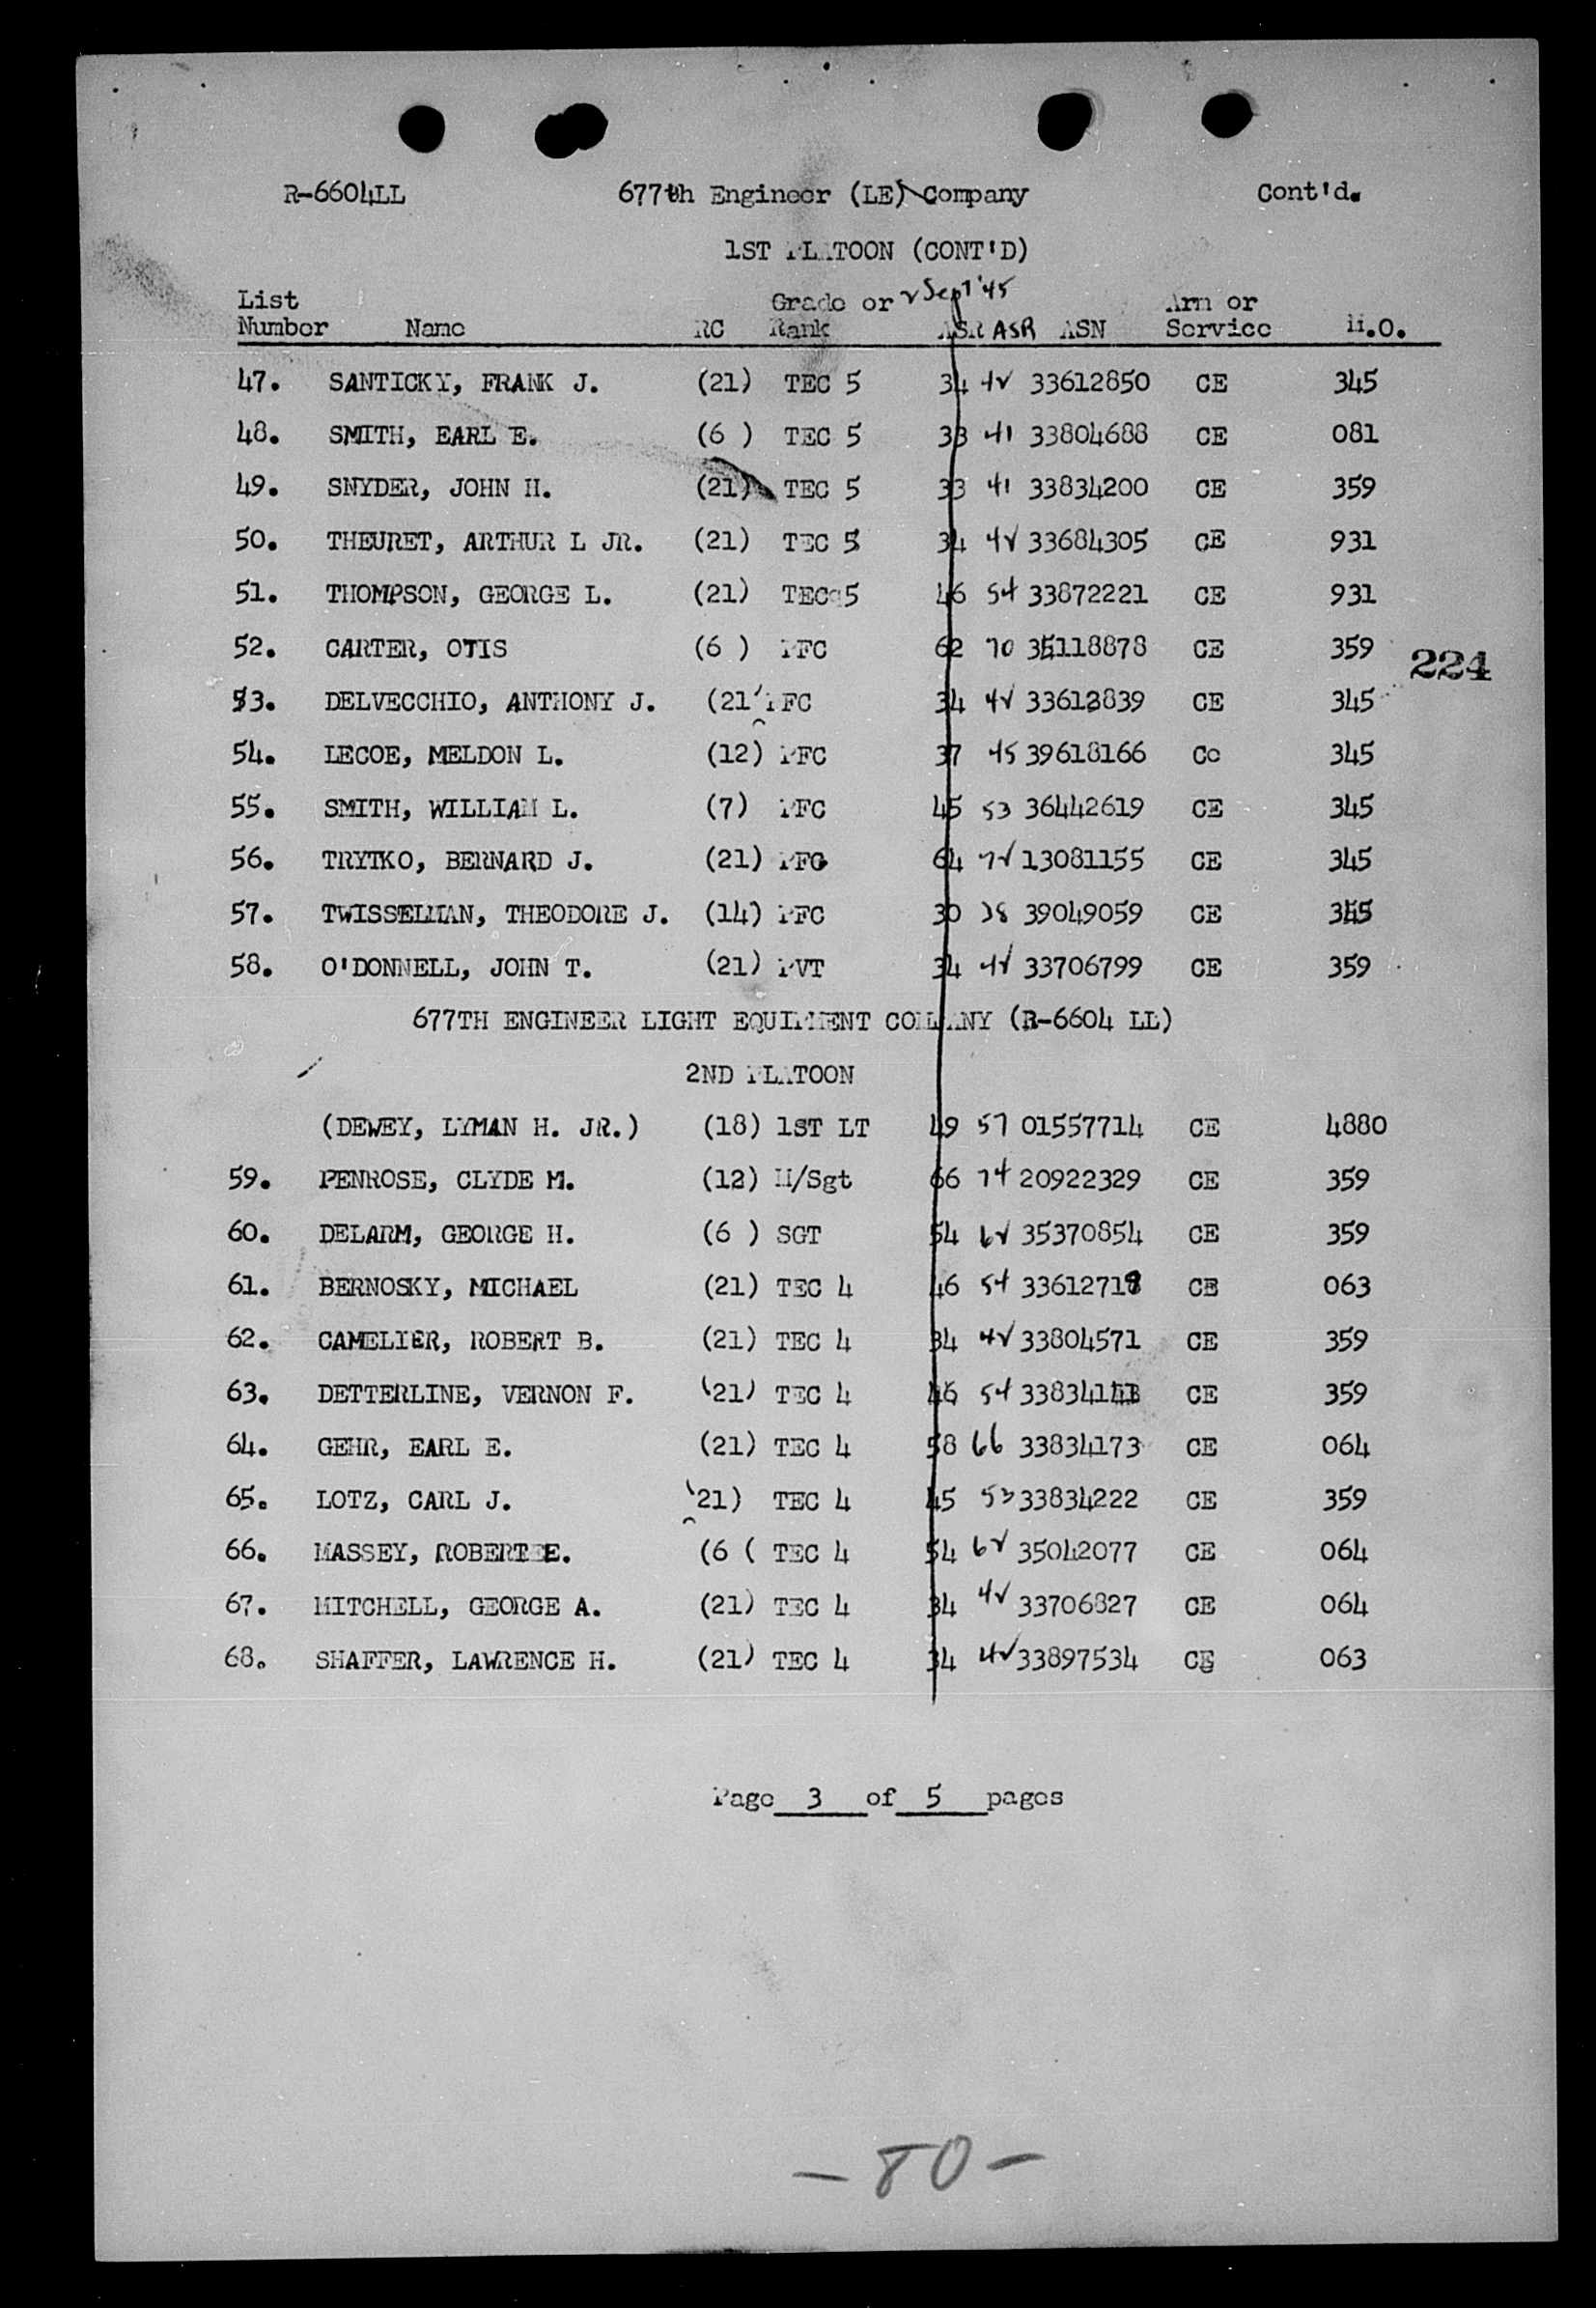 R-6604LL 677th Engineer (LE) Company Cont'd.
1ST PLATOON (CONT'D)
List Grade or 2 Sept '45 Arm or
Number Name RC Rank ASR ASR ASN Service M.O.
47. SANTICKY, FRANK J. (21) TEC 5 34 42 33612850 CE 345
48. SMITH, EARL E. (6 ) TEC 5 33 41 33804688 CE 081
49. SNYDER, JOHN H. (21) TEC 5 33 41 33834200 CE 359
50. THEURET, ARTHUR L JR. (21) TEC 5 34 42 33684305 CE 931
51. THOMPSON, GEORGE L. (21) TEC 5 46 54 33872221 CE 931
52. CARTER, OTIS (6 ) PFC 62 70 35118878 CE 359
224
53. DELVECCHIO, ANTHONY J. (21) PFC 34 42 33612839 CE 345
54. LECOE, MELDON L. (12) PFC 37 45 39618166 Ce 345
55. SMITH, WILLIAM L. (7) PFC 45 53 36442619 CE 345
56. TRYTKO, BERNARD J. (21) PFC 64 72 13081155 CE 345
57. TWISSELMAN, THEODORE J. (14) PFC 30 38 39049059 CE 345
58. O'DONNELL, JOHN T. (21) PVT 34 42 33706799 CE 359
677TH ENGINEER LIGHT EQUIPMENT COMPANY (R-6604 LL)
2ND PLATOON
(DEWEY, LYMAN H. JR.) (18) 1ST LT 49 57 01557714 CE 4880
59. PENROSE, CLYDE M. (12) M/Sgt 66 74 20922329 CE 359
60. DELARM, GEORGE H. (6 ) SGT 54 62 35370854 CE 359
61. BERNOSKY, MICHAEL (21) TEC 4 46 54 33612718 CE 063
62. CAMELIER, ROBERT B. (21) TEC 4 34 42 33804571 CE 359
63. DETTERLINE, VERNON F. (21) TEC 4 46 54 CE 359
64. GEHR, EARL E. (21) TEC 4 58 66 33834173 CE 064
65. LOTZ, CARL J. (21) TEC 4 45 53 33834222 CE 359
66. MASSEY, ROBERT E. (6 ( TEC 4 54 62 35042077 CE 064
67. MITCHELL, GEORGE A. (21) TEC 4 34 42 33706827 CE 064
68. SHAFFER, LAWRENCE H. (21) TEC 4 34 42 33897534 CE 063
Page 3 of 5 pages
- 80 -